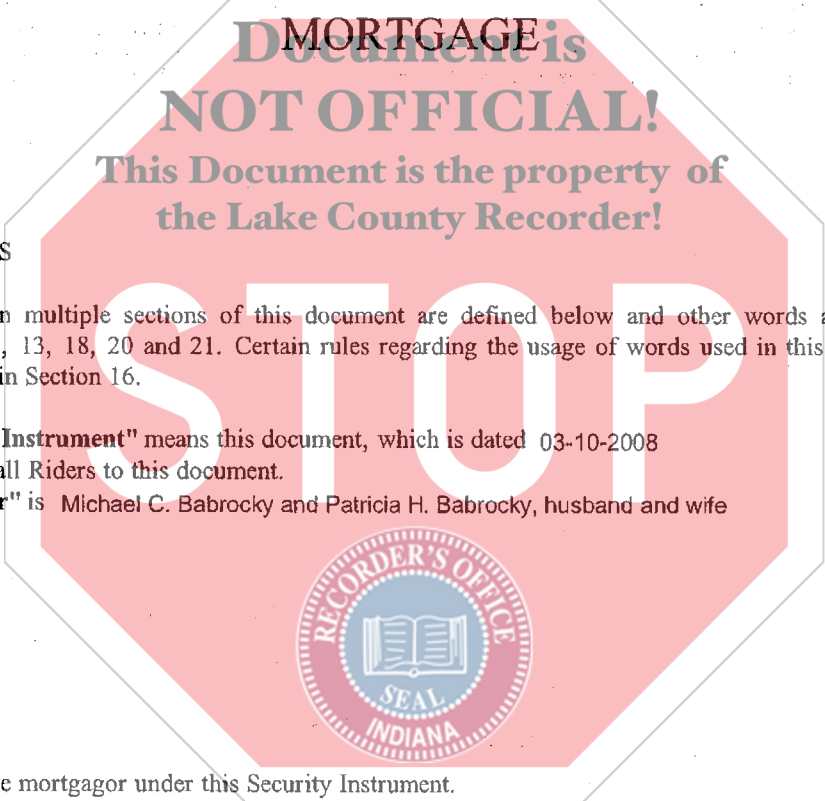 MORTGAGE
Document is
NOT OFFICIAL!
This Document is the property of
the Lake County Recorder!
S
n multiple sections of this document are defined below and other words a
, 13, 18, 20 and 21. Certain rules regarding the usage of words used in this
in Section 16.
Instrument" means this document, which is dated 03-10-2008
all Riders to this document.
r" is Michael C. Babrocky and Patricia H. Babrocky, husband and wife
STOP
RECORDER'S OFFICE
SEAL
INDIANA
e mortgagor under this Security Instrument.